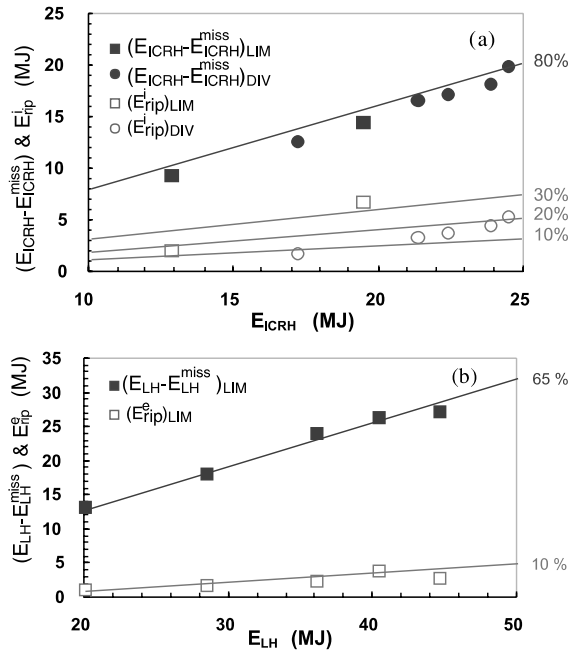 25
20
15
10
5
0
(E_ICRH-E_ICRH^miss) & E_rip^i (MJ)
(a)
(E_ICRH-E_ICRH^miss)_LIM
(E_ICRH-E_ICRH^miss)_DIV
(E_rip^i)_LIM
(E_rip^i)_DIV
80%
30%
20%
10%
10 15 20 25
E_ICRH (MJ)
35
30
25
20
15
10
5
0
(E_LH-E_LH^miss) & E_rip^e (MJ)
(b)
(E_LH-E_LH^miss)_LIM
(E_rip^e)_LIM
65 %
10 %
20 30 40 50
E_LH (MJ)